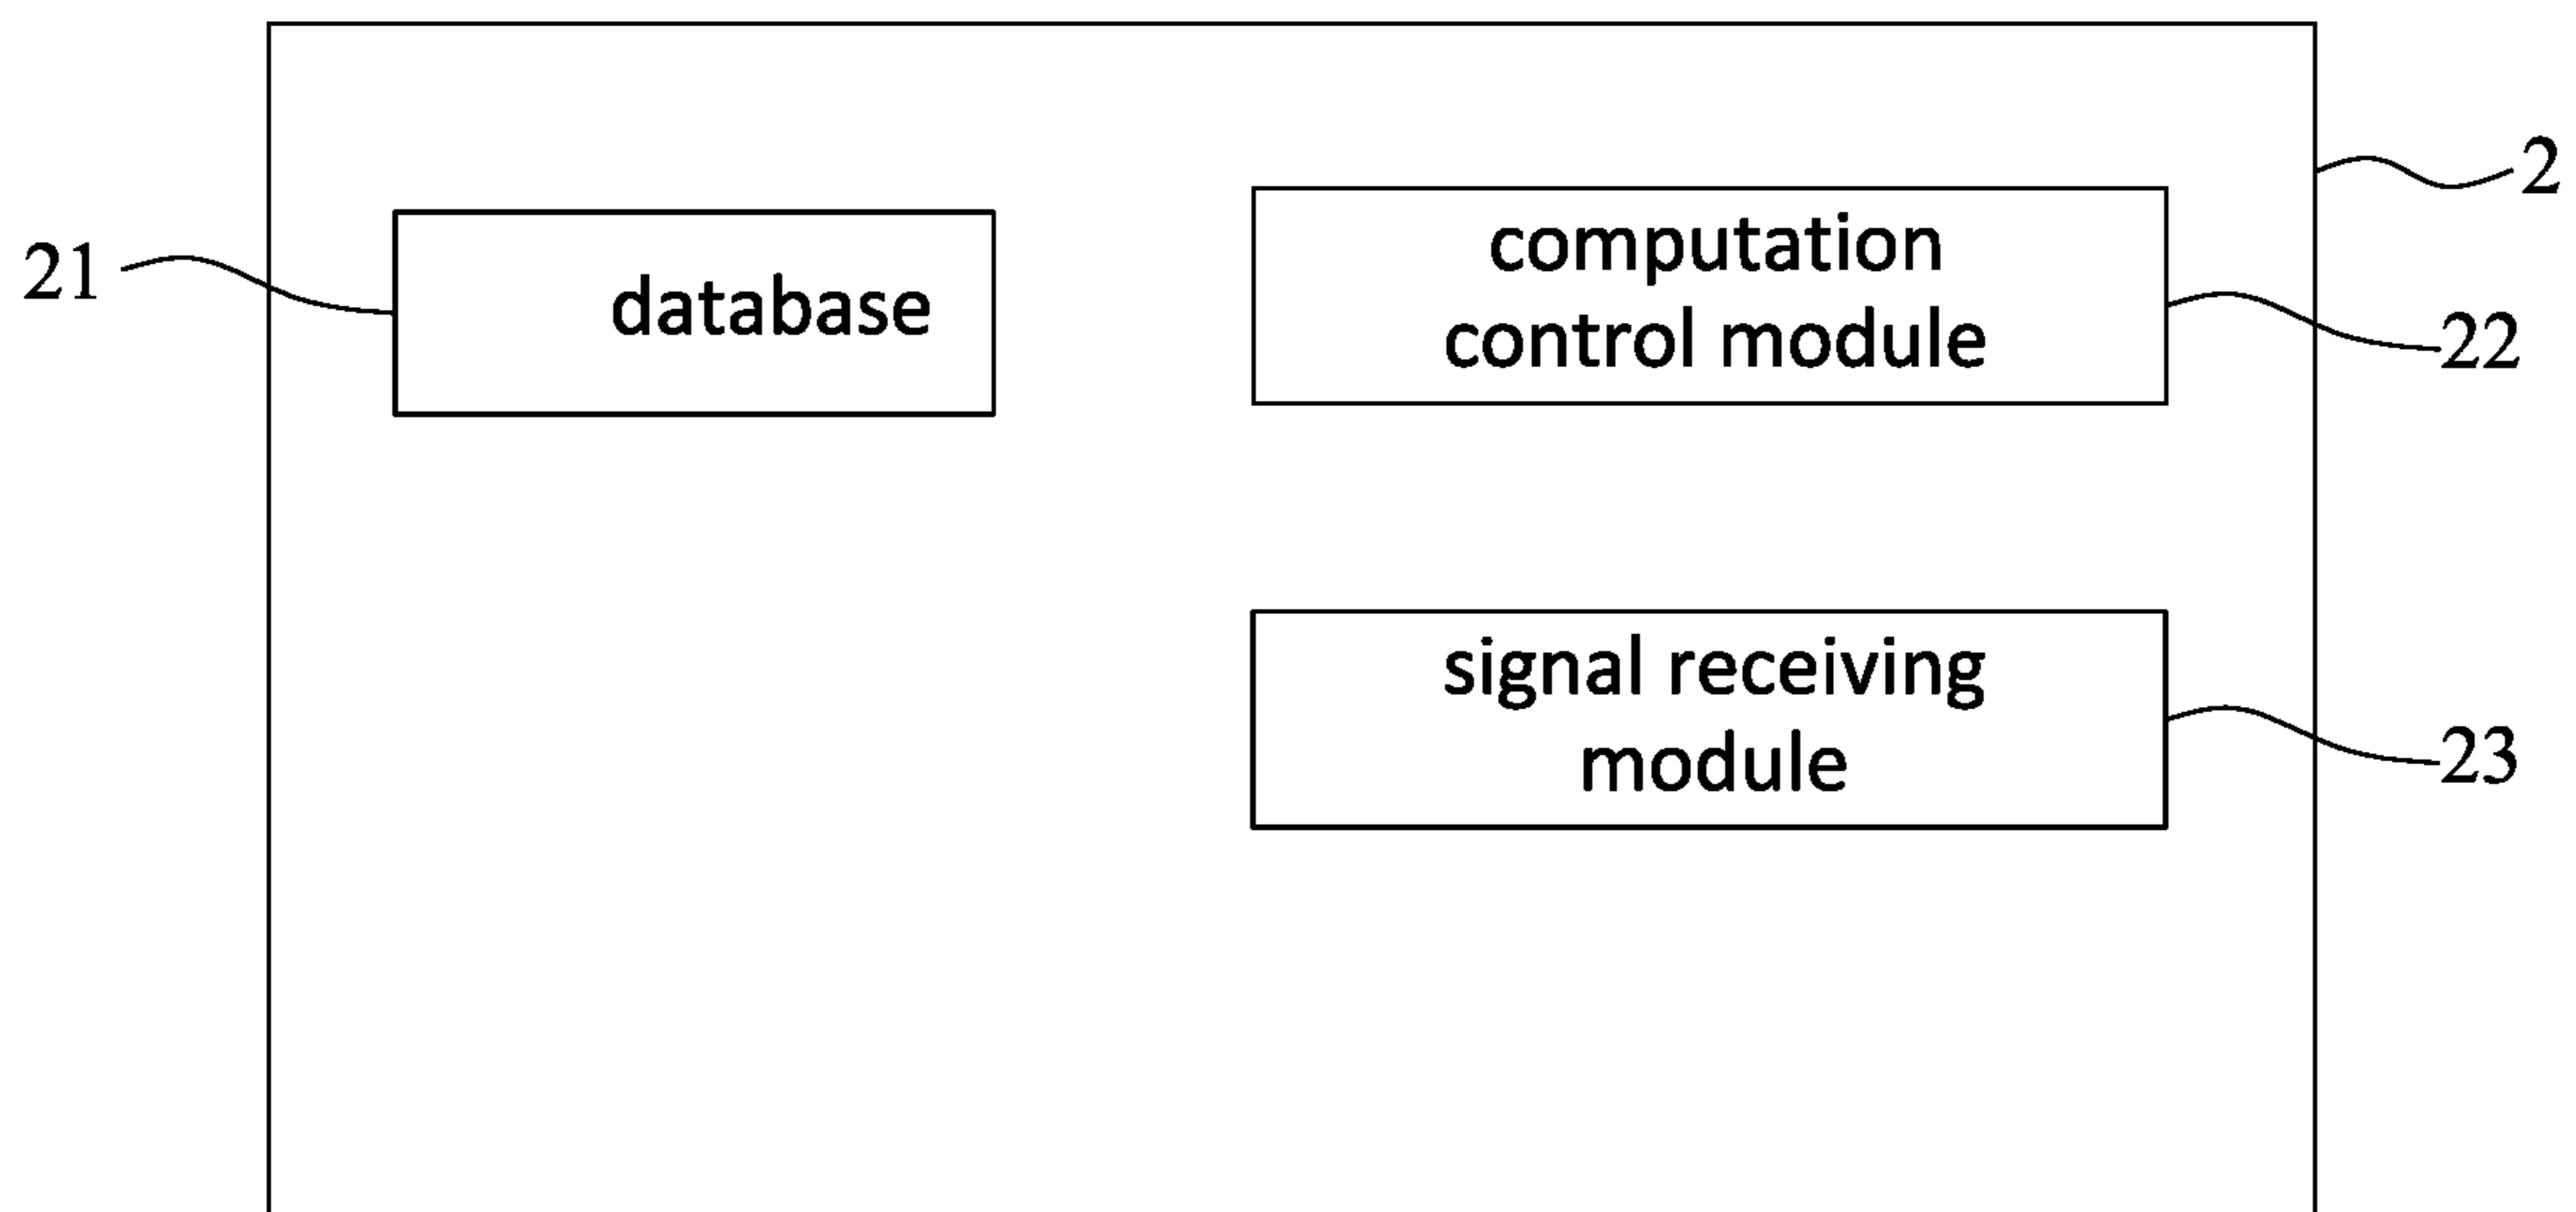 2
21
database
computation
control module
22
signal receiving
module
23